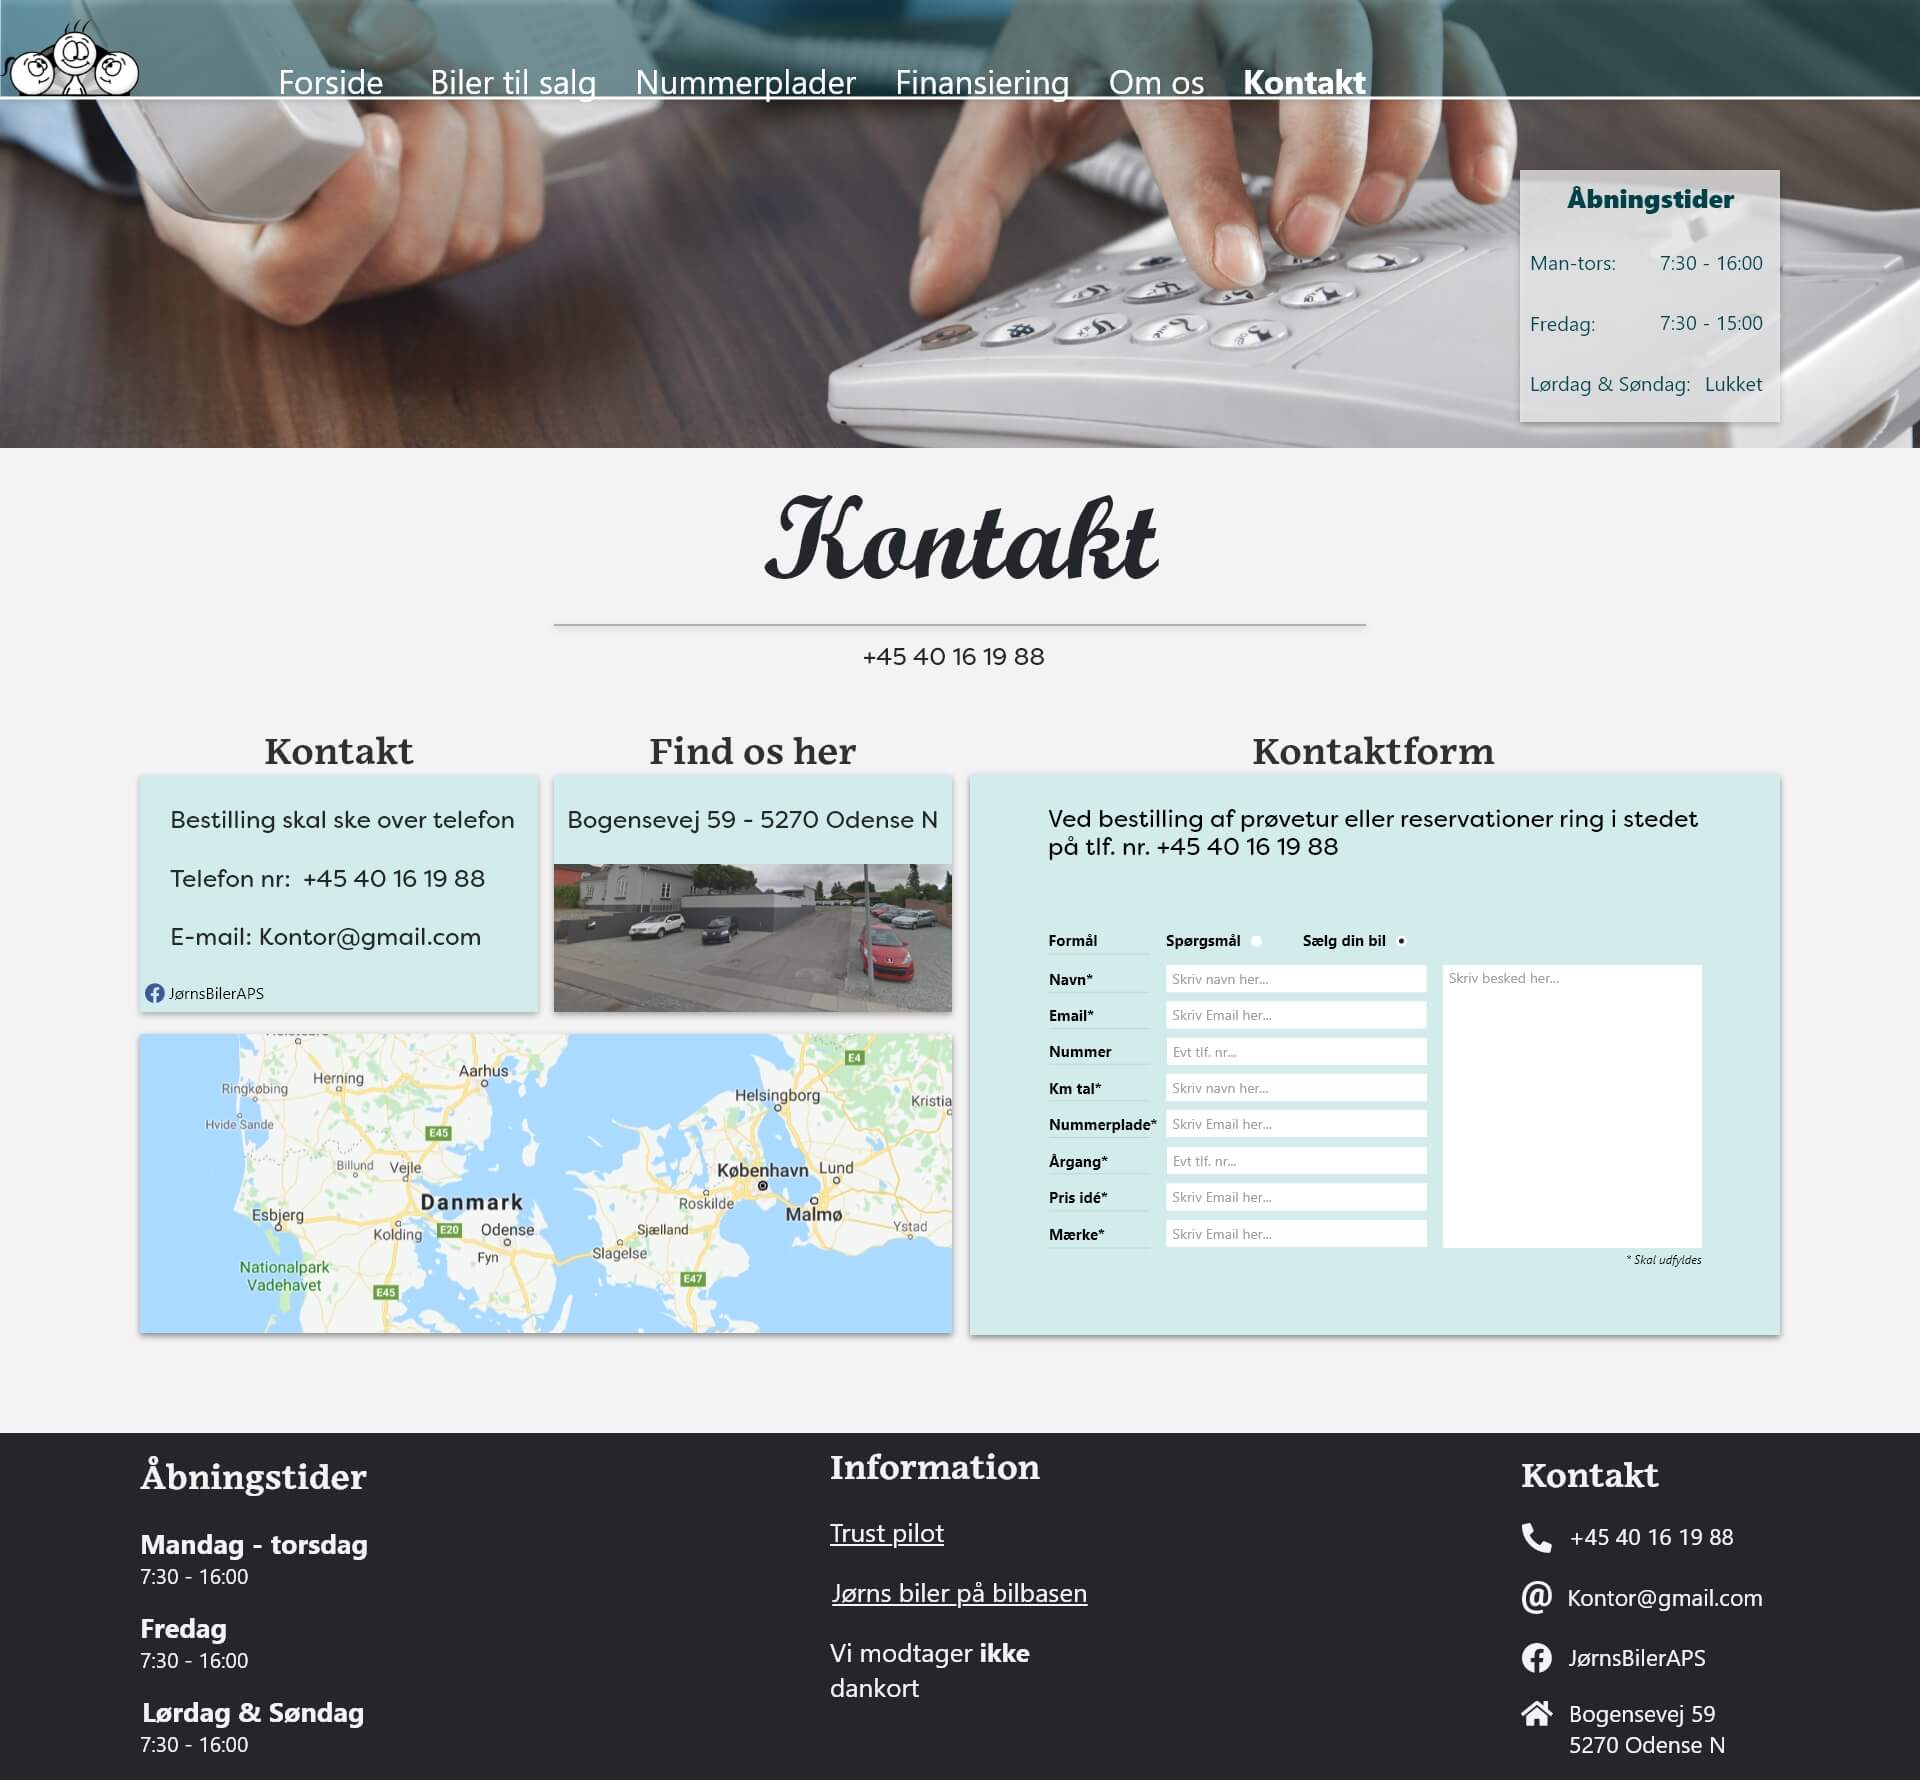 Forside Biler til salg Nummerplader Finansiering Om os Kontakt
Åbningstider
Man-tors: 7:30 - 16:00
Fredag: 7:30 - 15:00
Lørdag & Søndag: Lukket
Kontakt
+45 40 16 19 88
Kontakt
Bestilling skal ske over telefon
Telefon nr: +45 40 16 19 88
E-mail: Kontor@gmail.com
JørnsBilerAPS
Find os her
Bogensevej 59 - 5270 Odense N
Aarhus
E4
Herning
Ringkøbing
Helsingborg
Kristia
Hvide Sande
E45
Billund
Vejle
København
Lund
Danmark
Roskilde
Esbjerg
Malmø
Kolding
E20
Odense
Sjælland
Ystad
Fyn
Slagelse
Nationalpark
Vadehavet
E47
E45
Kontaktform
Ved bestilling af prøvetur eller reservationer ring i stedet
på tlf. nr. +45 40 16 19 88
Formål Spørgsmål Sælg din bil
Navn* Skriv navn her... Skriv besked her...
Email* Skriv Email her...
Nummer Evt tlf. nr...
Km tal* Skriv navn her...
Nummerplade* Skriv Email her...
Årgang* Evt tlf. nr...
Pris idé* Skriv Email her...
Mærke* Skriv Email her...
* Skal udfyldes
Åbningstider
Mandag - torsdag
7:30 - 16:00
Fredag
7:30 - 16:00
Lørdag & Søndag
7:30 - 16:00
Information
Trust pilot
Jørns biler på bilbasen
Vi modtager ikke
dankort
Kontakt
+45 40 16 19 88
Kontor@gmail.com
JørnsBilerAPS
Bogensevej 59
5270 Odense N